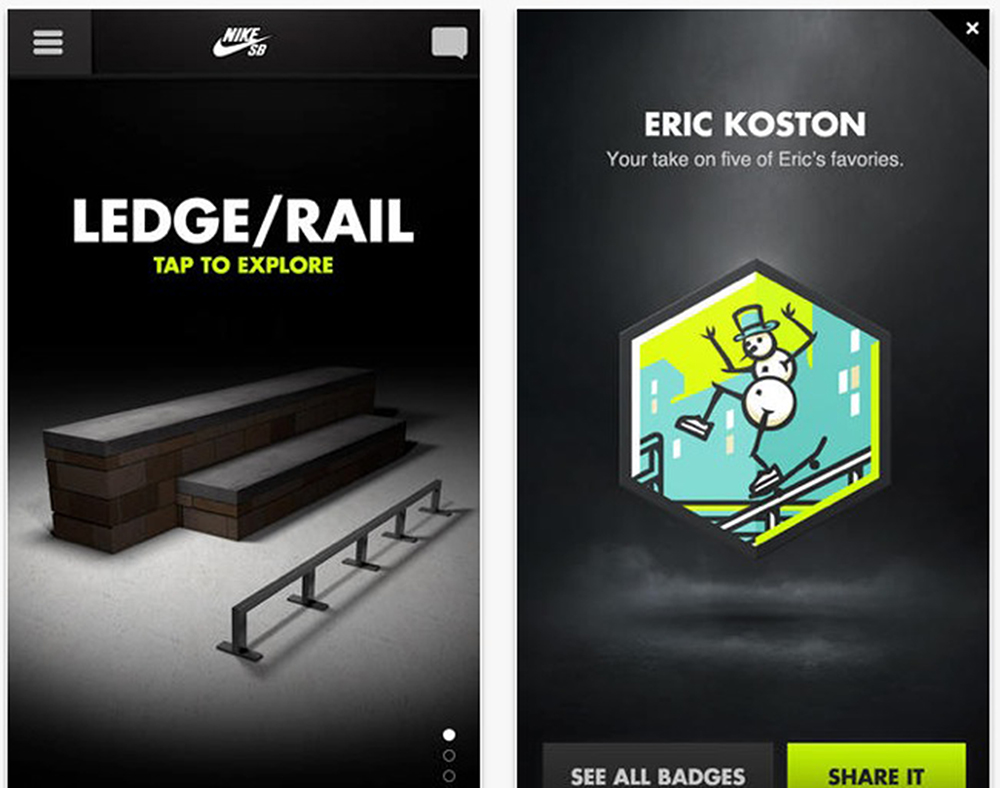 NIKE
SB
LEDGE/RAIL
TAP TO EXPLORE
ERIC KOSTON
Your take on five of Eric's favorites.
SEE ALL BADGES
SHARE IT